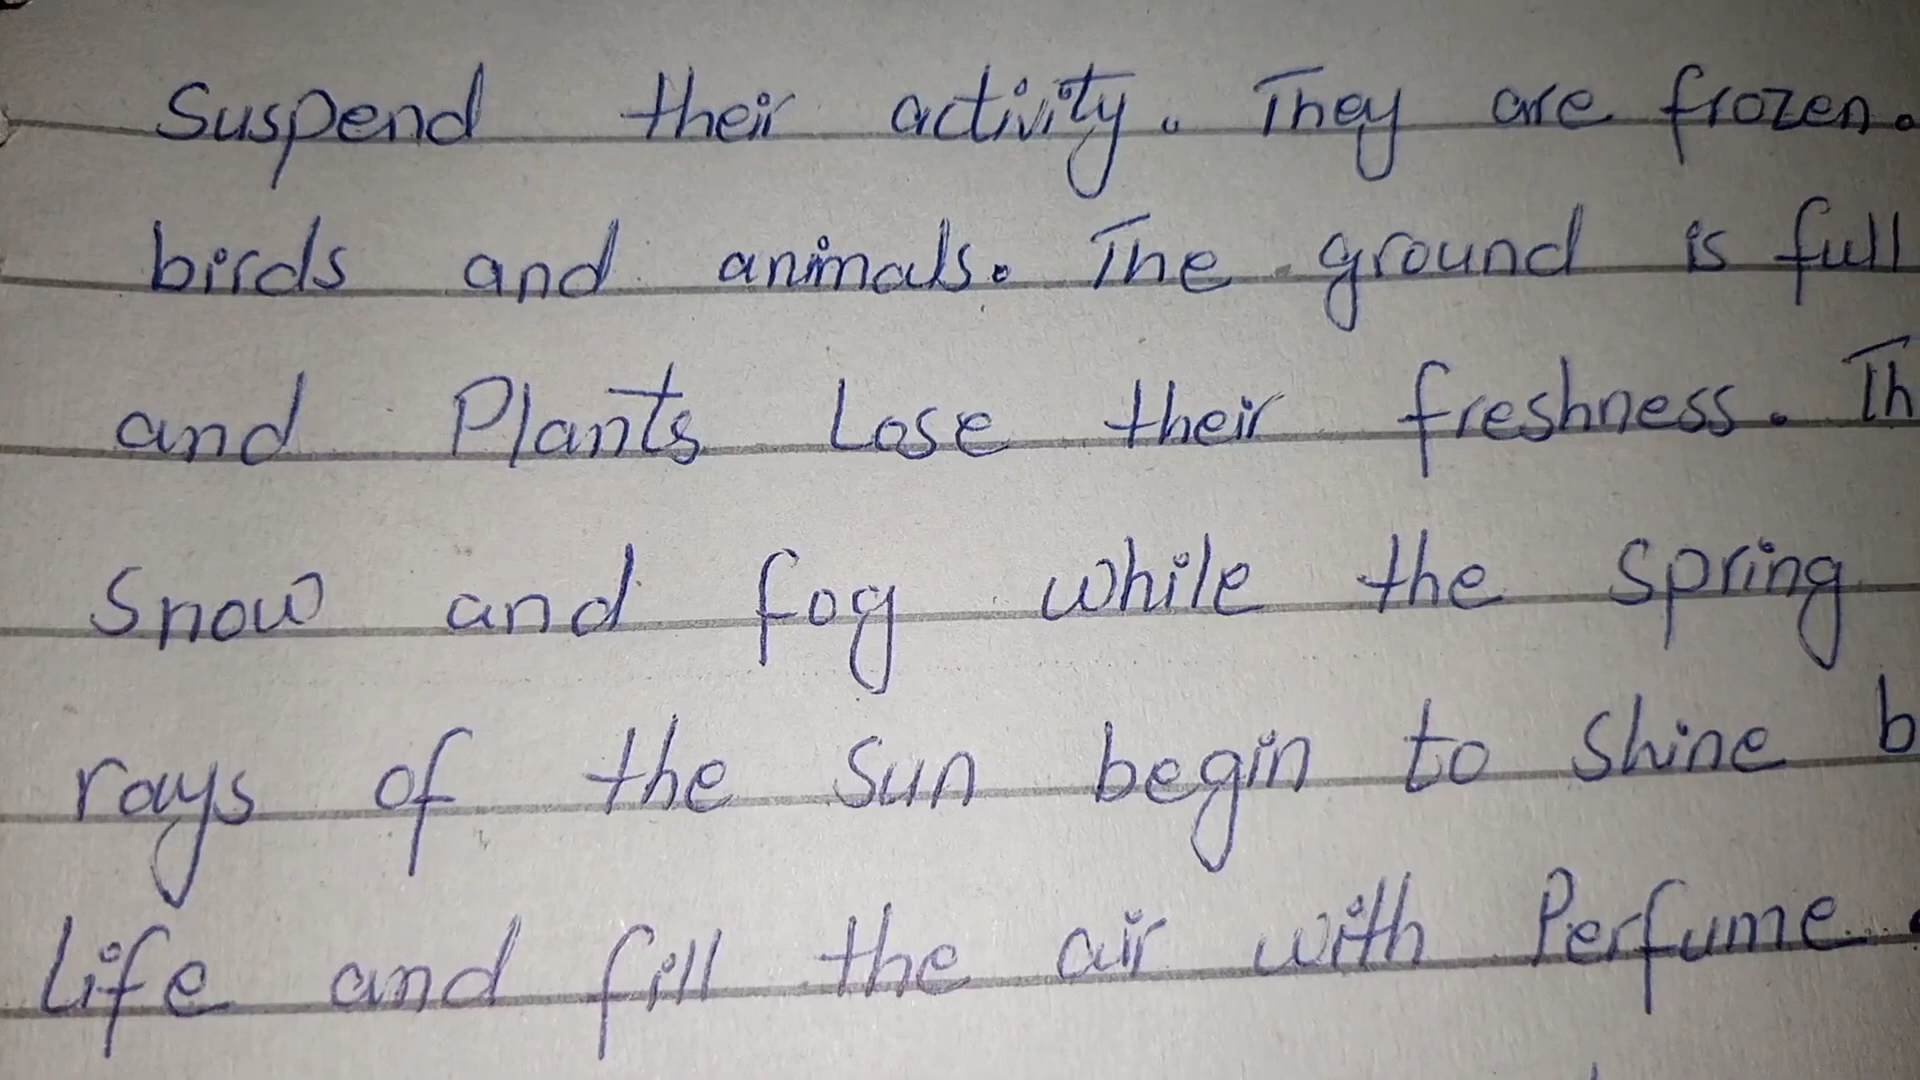 Suspend their activity. They are frozen.
birds and animals. The ground is full
and Plants Lose their freshness. Th
Snow and fog while the spring
rays of the Sun begin to Shine b
Life and fill the air with Perfume.